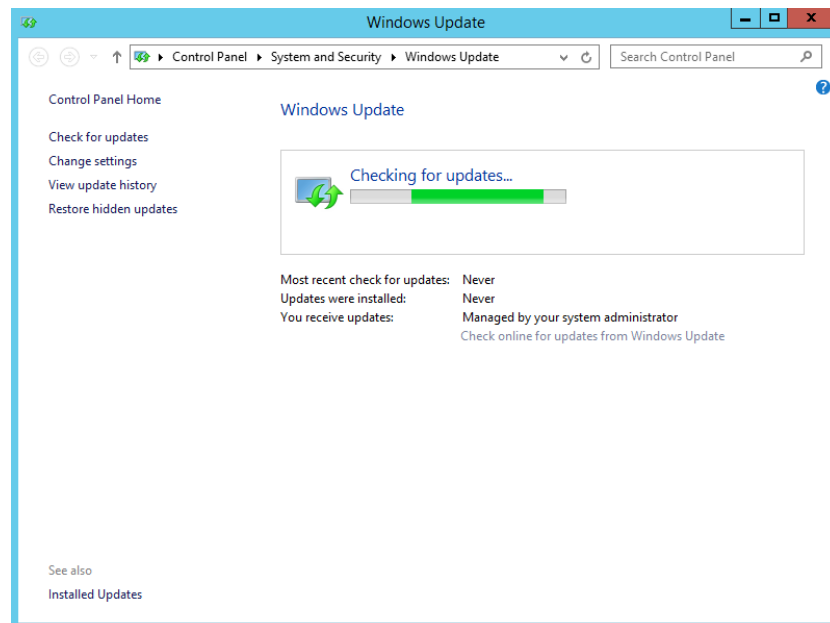 Windows Update
Control Panel System and Security Windows Update
Search Control Panel
Control Panel Home
Check for updates
Change settings
View update history
Restore hidden updates
Windows Update
Checking for updates...
Most recent check for updates: Never
Updates were installed: Never
You receive updates: Managed by your system administrator
Check online for updates from Windows Update
See also
Installed Updates